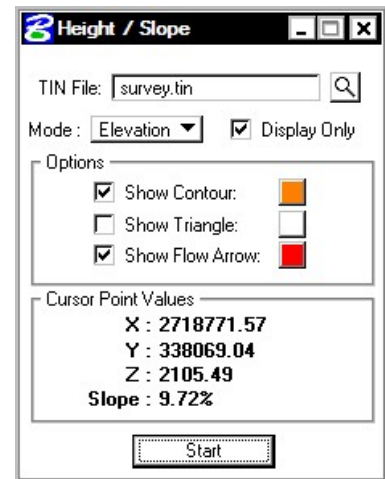 Height / Slope
TIN File: survey.tin
Mode : Elevation Display Only
Options
Show Contour:
Show Triangle:
Show Flow Arrow:
Cursor Point Values
X : 2718771.57
Y : 338069.04
Z : 2105.49
Slope : 9.72%
Start